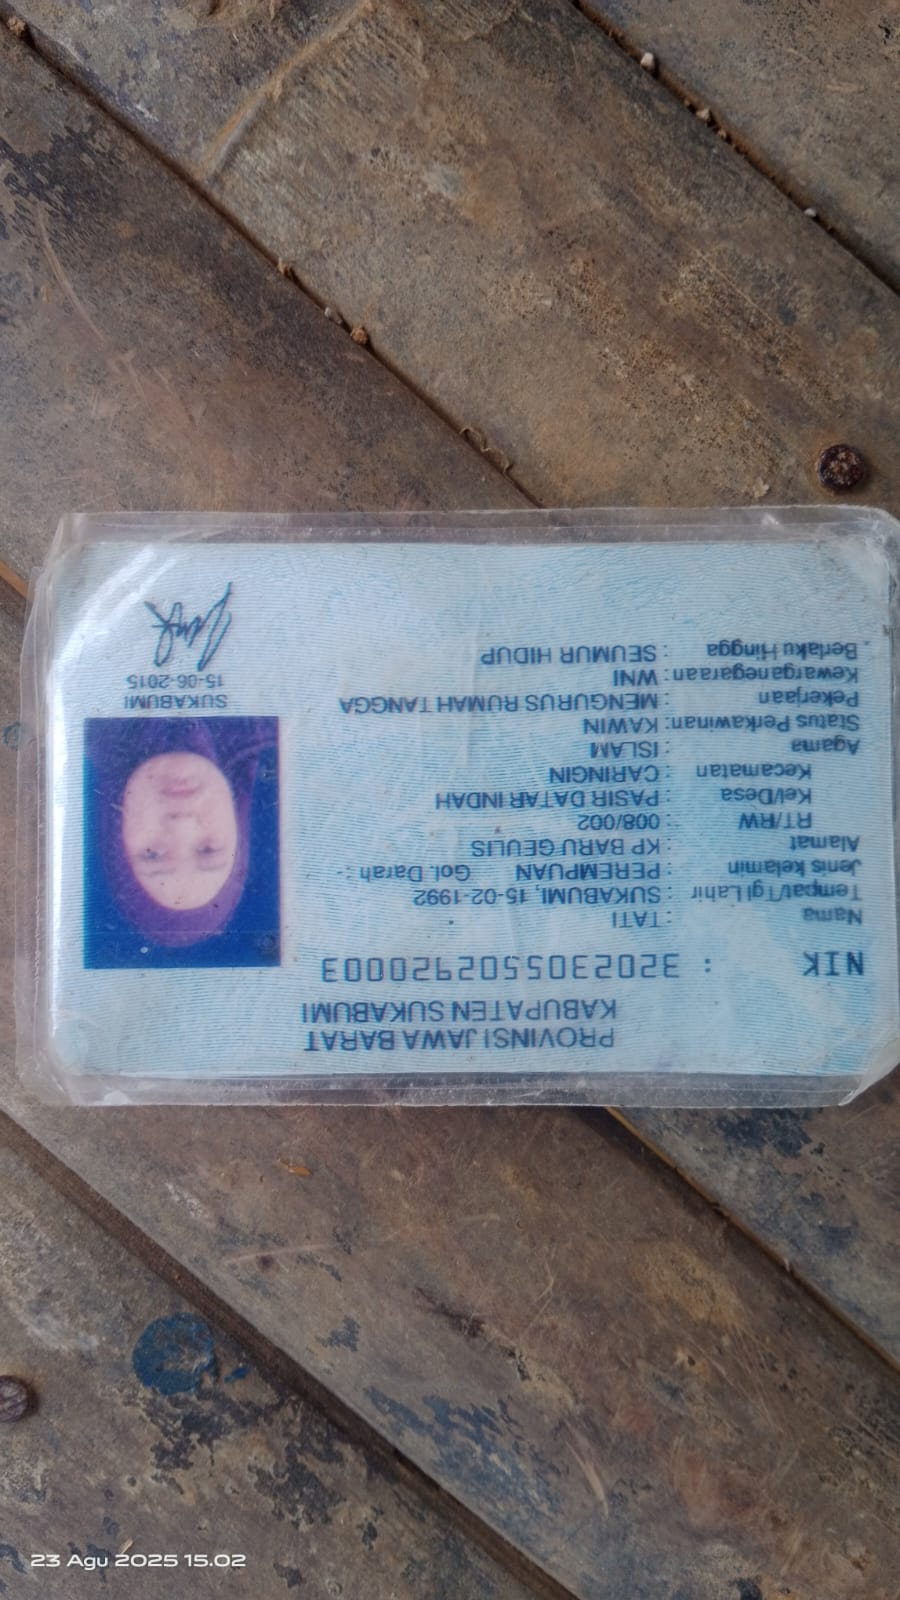 PROVINSI JAWA BARAT
KABUPATEN SUKABUMI
NIK : 3202305502920003
Nama : TATI
Tempat/Tgl Lahir : SUKABUMI, 15-02-1992
Jenis kelamin : PEREMPUAN Gol. Darah : -
Alamat : KP BARU GEULIS
RT/RW : 008/002
Kel/Desa : PASIR DATAR INDAH
Kecamatan : CARINGIN
Agama : ISLAM
Status Perkawinan: KAWIN
Pekerjaan : MENGURUS RUMAH TANGGA
Kewarganegaraan: WNI
Berlaku Hingga : SEUMUR HIDUP
SUKABUMI
15-06-2015
23 Agu 2025 15.02